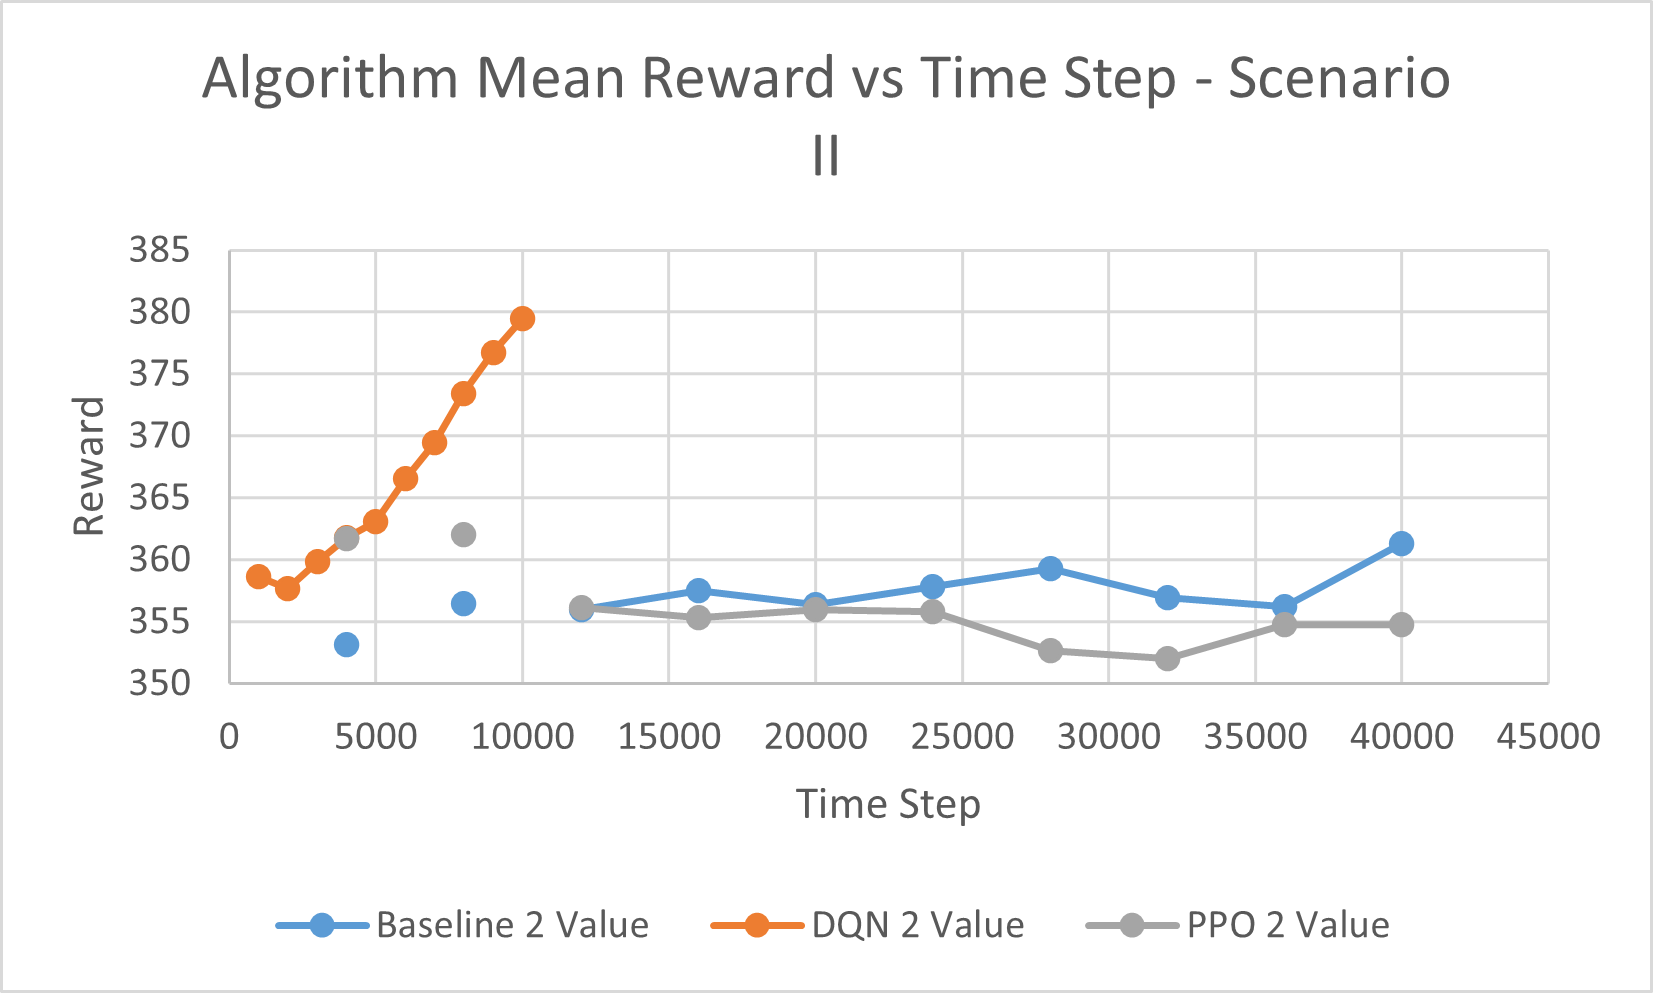 Algorithm Mean Reward vs Time Step - Scenario
II
385
380
375
370
365
360
355
350
Reward
0 5000 10000 15000 20000 25000 30000 35000 40000 45000
Time Step
Baseline 2 Value DQN 2 Value PPO 2 Value